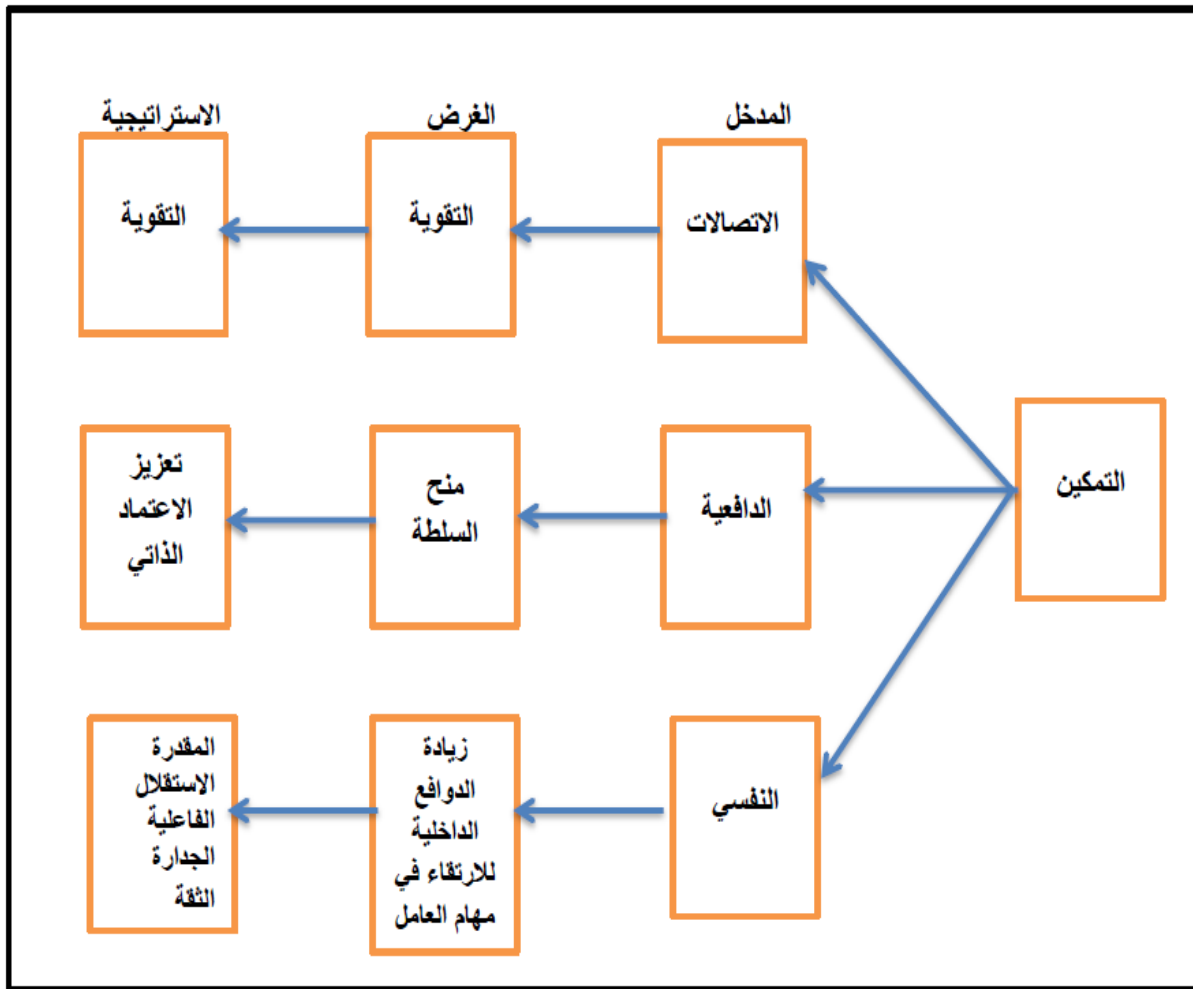 المدخل
الغرض
الاستراتيجية
الاتصالات
التقوية
التقوية
التمكين
الدافعية
منح
السلطة
تعزيز
الاعتماد
الذاتي
النفسي
زيادة
الدوافع
الداخلية
للارتقاء في
مهام العامل
المقدرة
الاستقلال
الفاعلية
الجدارة
الثقة